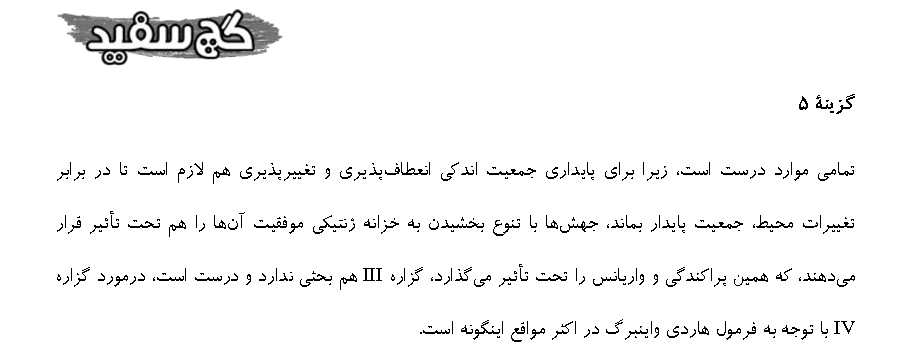 گچ سفید
گزینهٔ ۵
تمامی موارد درست است، زیرا برای پایداری جمعیت اندکی انعطاف‌پذیری و تغییرپذیری هم لازم است تا در برابر
تغییرات محیط، جمعیت پایدار بماند، جهش‌ها با تنوع بخشیدن به خزانه ژنتیکی موفقیت آن‌ها را هم تحت تأثیر قرار
می‌دهند، که همین پراکندگی و واریانس را تحت تأثیر می‌گذارد، گزاره III هم بحثی ندارد و درست است، درمورد گزاره
IV با توجه به فرمول هاردی واینبرگ در اکثر مواقع اینگونه است.